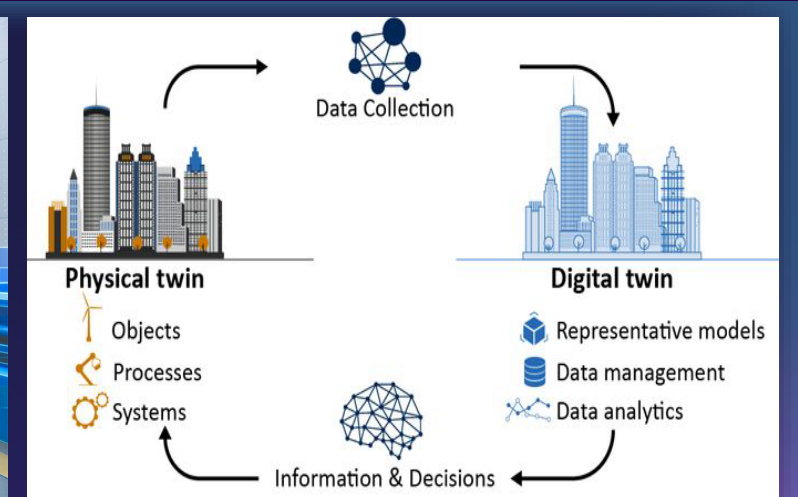 Data Collection
Physical twin
Objects
Processes
Systems
Digital twin
Representative models
Data management
Data analytics
Information & Decisions